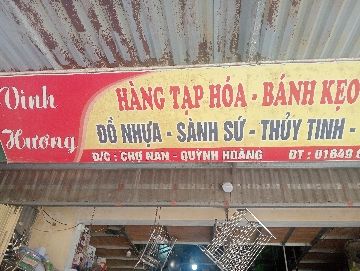 Vinh Hương
HÀNG TẠP HÓA - BÁNH KẸO
ĐỒ NHỰA - SÀNH SỨ - THỦY TINH -
Đ/C : CHỢ NAN - QUỲNH HOÀNG ĐT : 01649